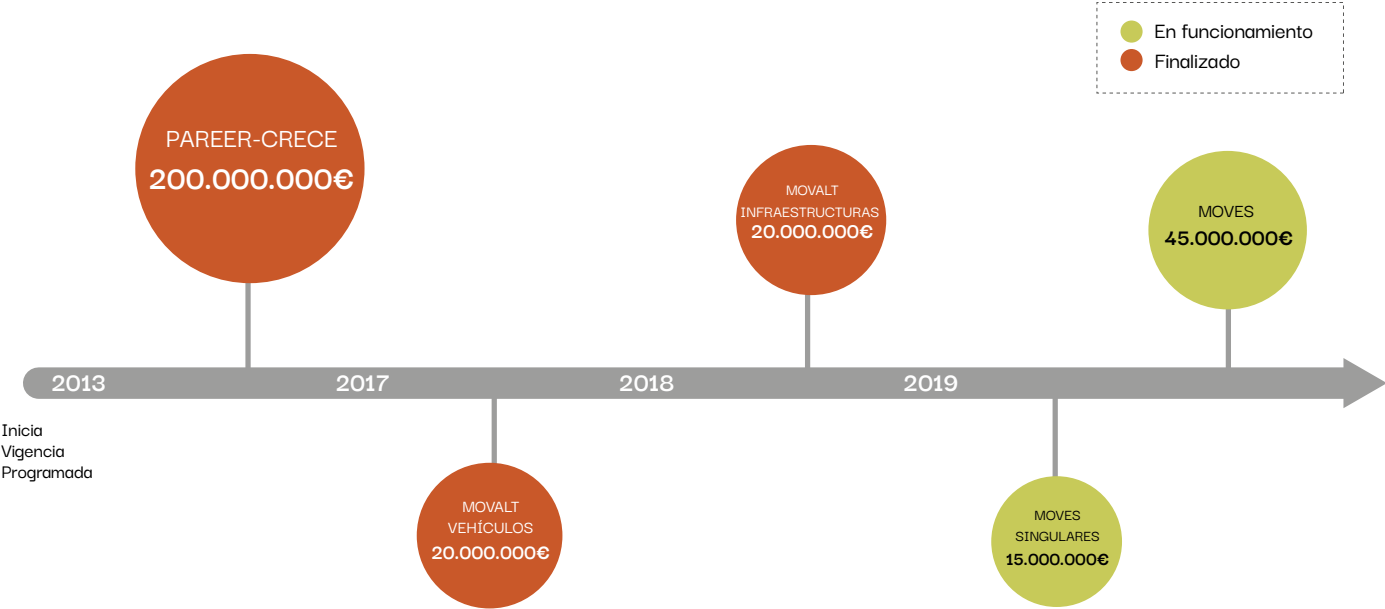 En funcionamiento
Finalizado
PAREER-CRECE
200.000.000€
MOVALT
INFRAESTRUCTURAS
20.000.000€
MOVES
45.000.000€
2013
2017
2018
2019
Inicia
Vigencia
Programada
MOVALT
VEHÍCULOS
20.000.000€
MOVES
SINGULARES
15.000.000€